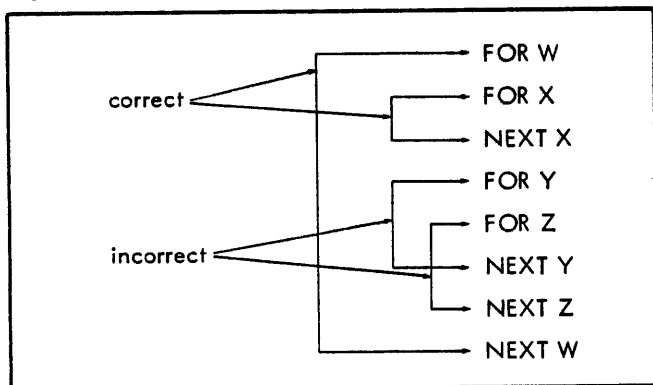 FOR W
correct
FOR X
NEXT X
FOR Y
FOR Z
incorrect
NEXT Y
NEXT Z
NEXT W